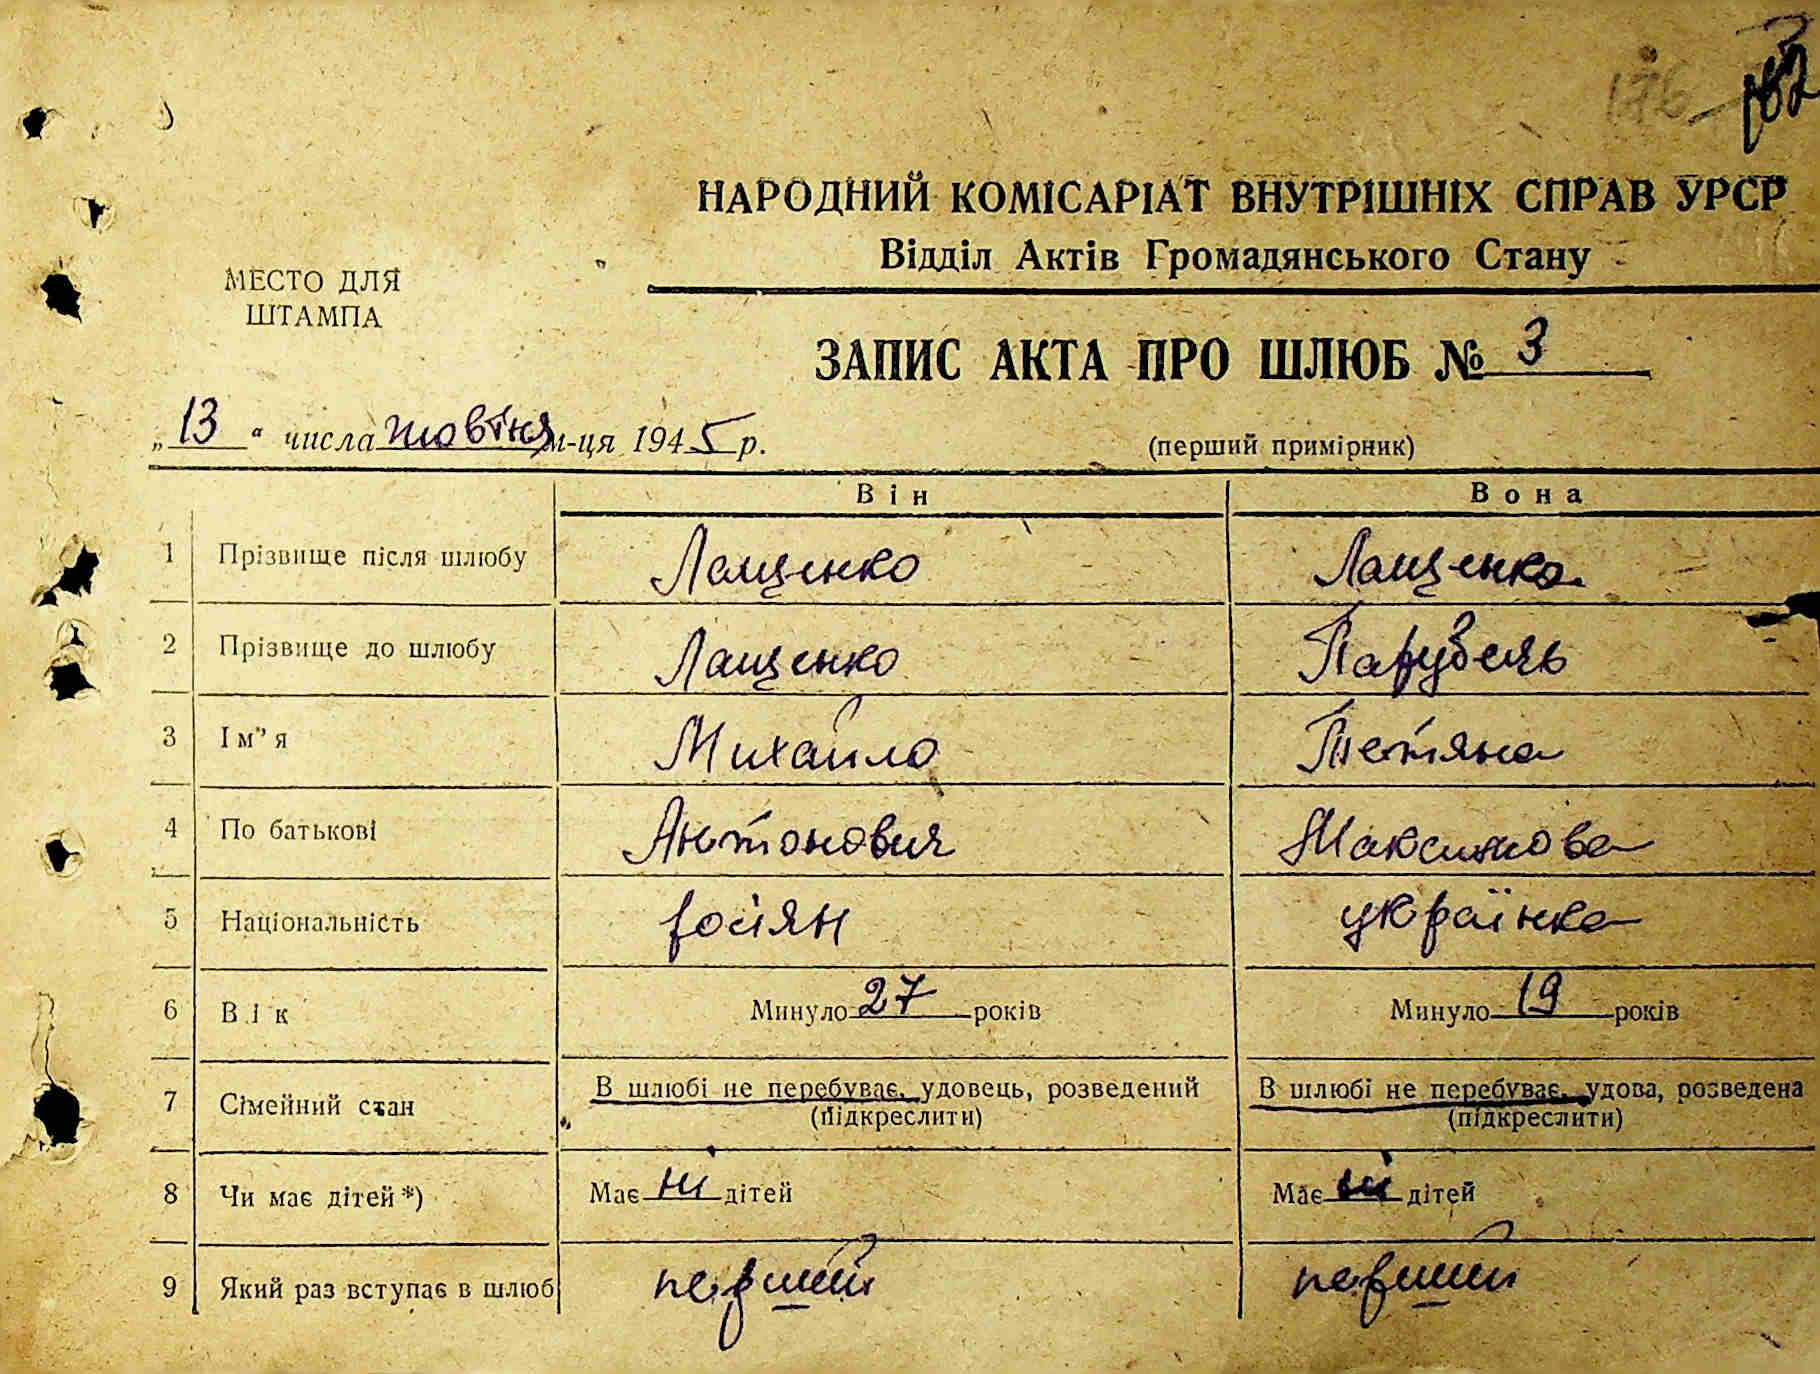 176 182
НАРОДНИЙ КОМІСАРІАТ ВНУТРІШНІХ СПРАВ УРСР
Відділ Актів Громадянського Стану
МЕСТО ДЛЯ
ШТАМПА
ЗАПИС АКТА ПРО ШЛЮБ № 3
„13“ числа жовтня м-ця 1945 р.
(перший примірник)
Він Вона
1 Прізвище після шлюбу Лащенко Лащенко
2 Прізвище до шлюбу Лащенко Парубець
3 Ім"я Михайло Тетяна
4 По батькові Антонович Максимова
5 Національність росіян українка
6 Вік Минуло 27 років Минуло 19 років
7 Сімейний стан В шлюбі не перебуває, удовець, розведений В шлюбі не перебуває, удова, розведена
(підкреслити) (підкреслити)
8 Чи має дітей*) Має ні дітей Має ні дітей
9 Який раз вступає в шлюб перший перший